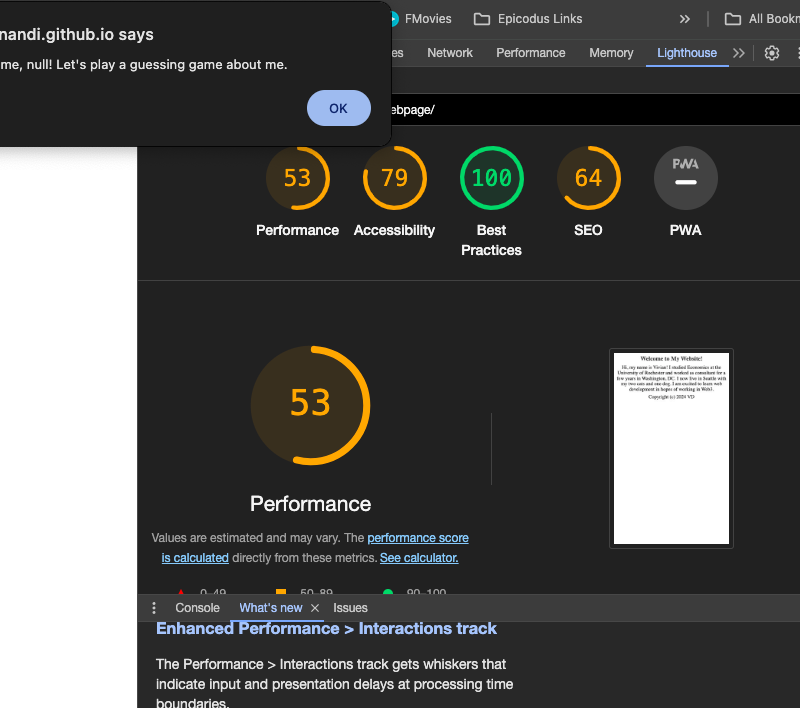 nandi.github.io says
me, null! Let's play a guessing game about me.
OK
FMovies
Epicodus Links
All Bookm
es
Network
Performance
Memory
Lighthouse
ebpage/
53
79
100
64
PWA
Performance
Accessibility
Best
Practices
SEO
PWA
53
Welcome to My Website!
Hi, my name is Vivian! I studied Economics at the
University of Rochester and worked as consultant for a
few years in Washington, DC. I now live in Seattle with
my two cats and one dog. I am excited to learn web
development in hopes of working in Web3.
Copyright (c) 2024 VD
Performance
Values are estimated and may vary. The performance score
is calculated directly from these metrics. See calculator.
0–49
50–89
90–100
Console
What's new
Issues
Enhanced Performance > Interactions track
The Performance > Interactions track gets whiskers that
indicate input and presentation delays at processing time
boundaries.